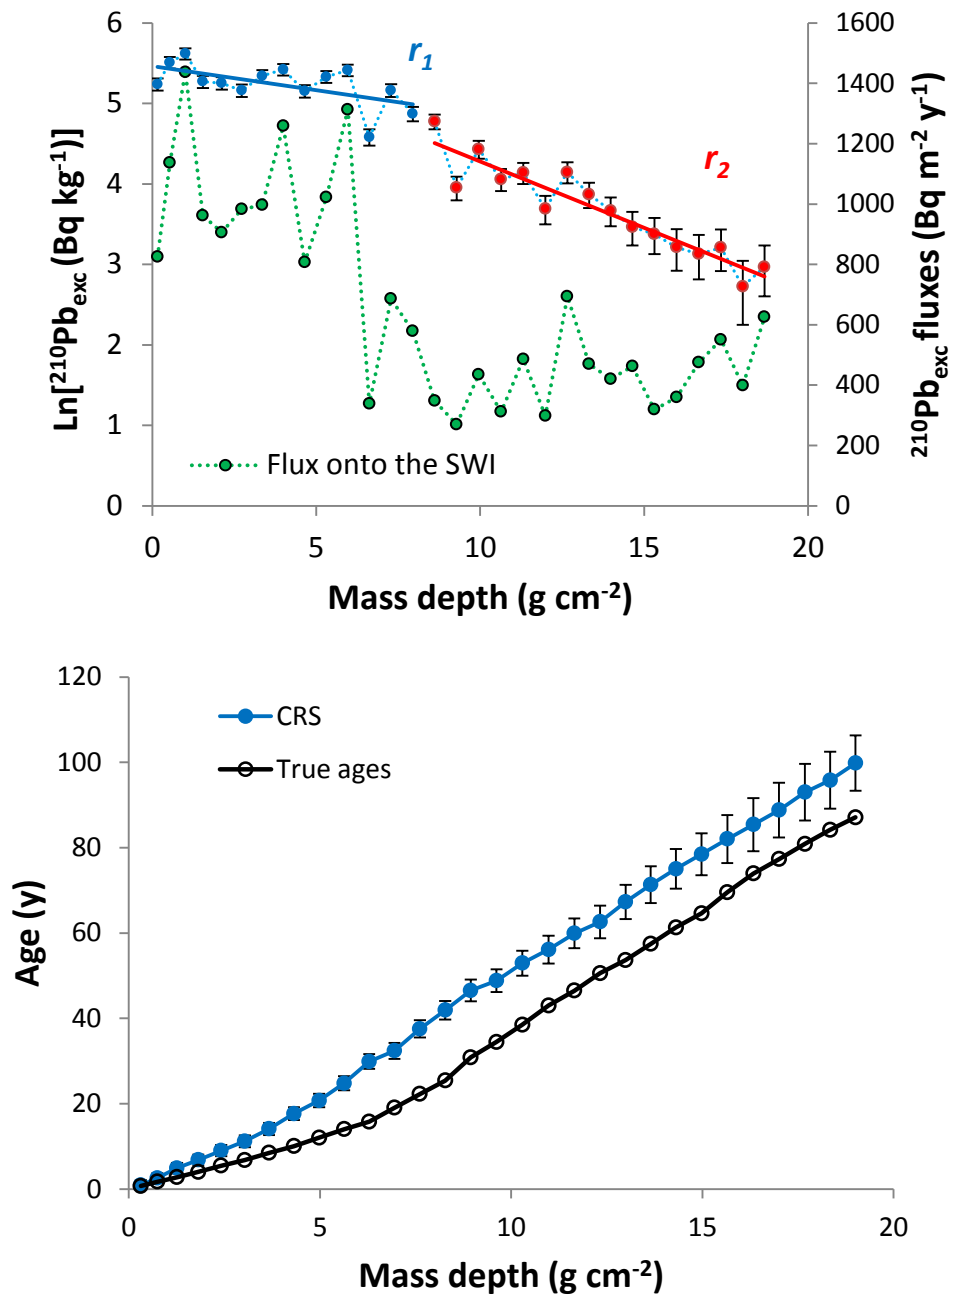 Ln[²¹⁰Pbexc (Bq kg⁻¹)]
6
5
4
3
2
1
0
r₁
r₂
Flux onto the SWI
1600
1400
1200
1000
800
600
400
200
0
²¹⁰Pbexc fluxes (Bq m⁻² y⁻¹)
0 5 10 15 20
Mass depth (g cm⁻²)
Age (y)
120
100
80
60
40
20
0
CRS
True ages
0 5 10 15 20
Mass depth (g cm⁻²)